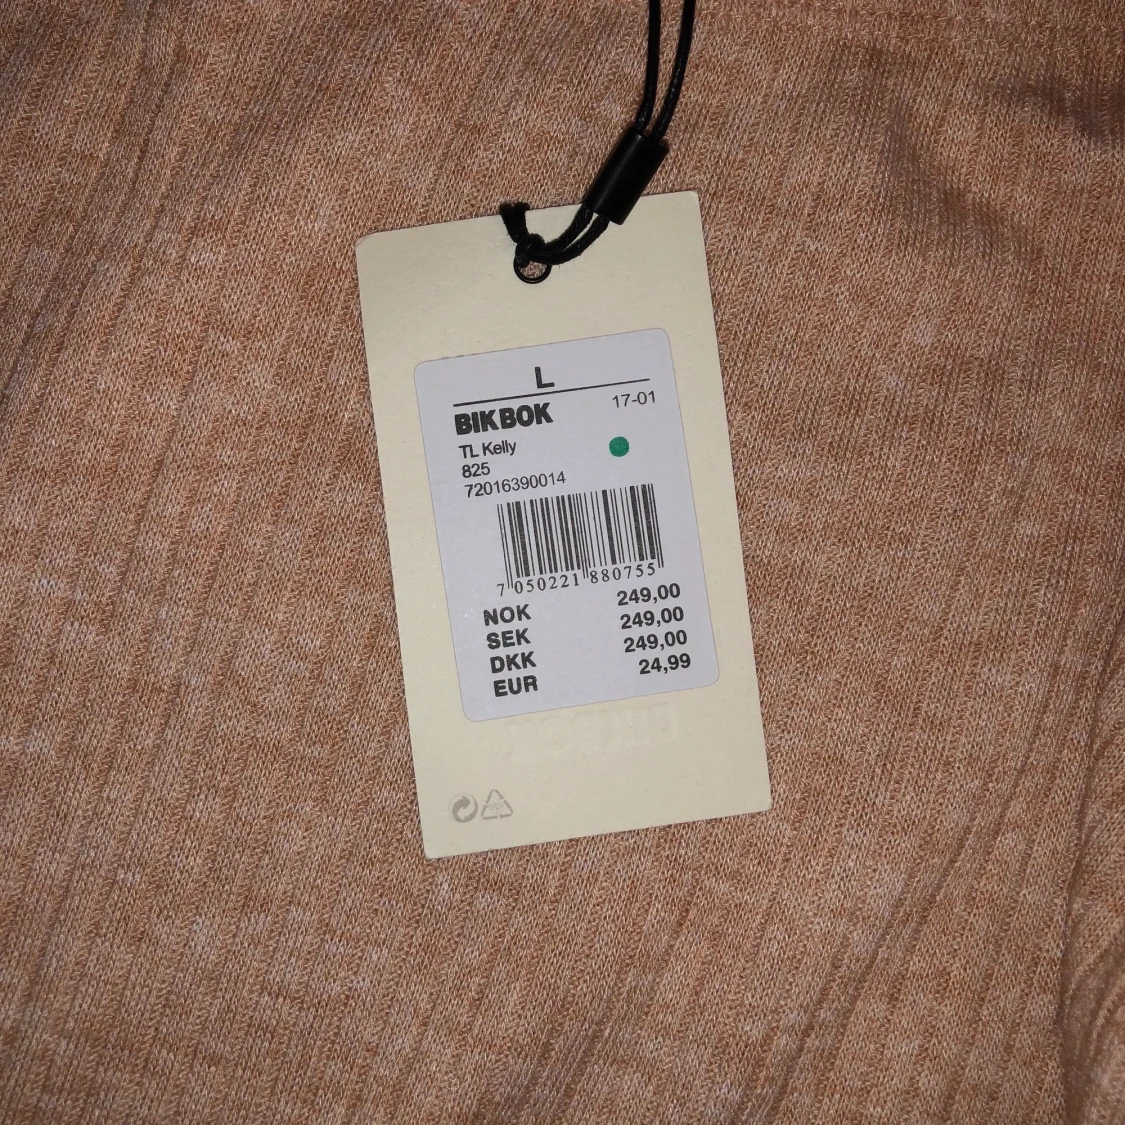 L
BIKBOK 17-01
TL Kelly
825
72016390014
7 050221 880755
NOK 249,00
SEK 249,00
DKK 249,00
EUR 24,99